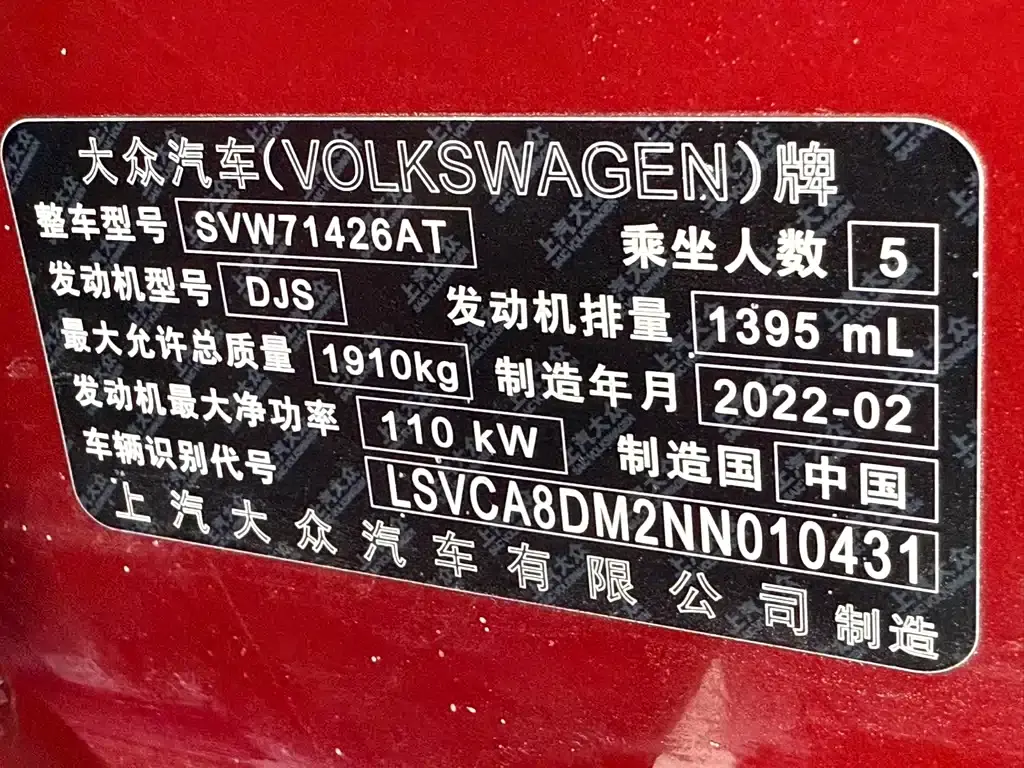 大众汽车(VOLKSWAGEN)牌
整车型号 SVW71426AT 乘坐人数 5
发动机型号 DJS 发动机排量 1395 mL
最大允许总质量 1910kg 制造年月 2022-02
发动机最大净功率 110 kW 制造国 中国
车辆识别代号 LSVCA8DM2NN010431
上汽大众汽车有限公司 制造